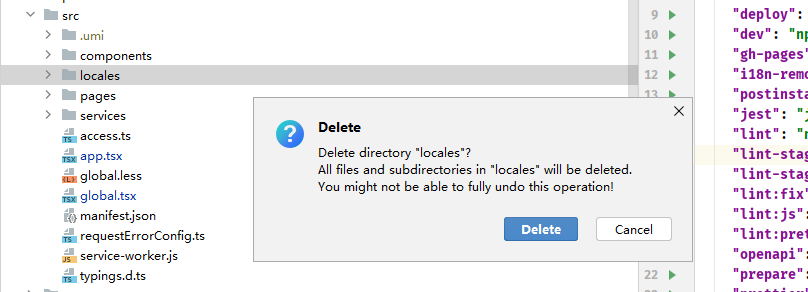 src
.umi
components
locales
pages
services
access.ts
app.tsx
global.less
global.tsx
manifest.json
requestErrorConfig.ts
service-worker.js
typings.d.ts
Delete
Delete directory "locales"?
All files and subdirectories in "locales" will be deleted.
You might not be able to fully undo this operation!
Delete
Cancel
9 "deploy":
10 "dev": "np
11 "gh-pages"
12 "i18n-remo
13 "postinsta
"jest": "j
"lint": "n
"lint-stag
"lint-stag
"lint:fix"
"lint:js":
"lint:pret
"openapi":
22 "prepare":